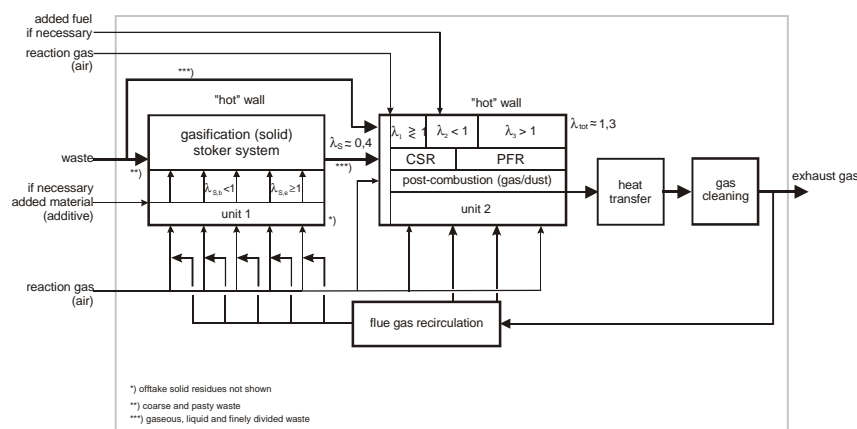 added fuel
if necessary
reaction gas
(air)
***)
"hot" wall
"hot" wall
gasification (solid)
stoker system
λS ≈ 0,4
***)
λ1 ≷ 1
λ2 < 1
λ3 > 1
λtot ≈ 1,3
CSR
PFR
waste
**)
post-combustion (gas/dust)
unit 2
heat
transfer
gas
cleaning
exhaust gas
if necessary
added material
(additive)
λS,b <1
λS,e ≥1
unit 1
*)
reaction gas
(air)
flue gas recirculation
*) offtake solid residues not shown
**) coarse and pasty waste
***) gaseous, liquid and finely divided waste